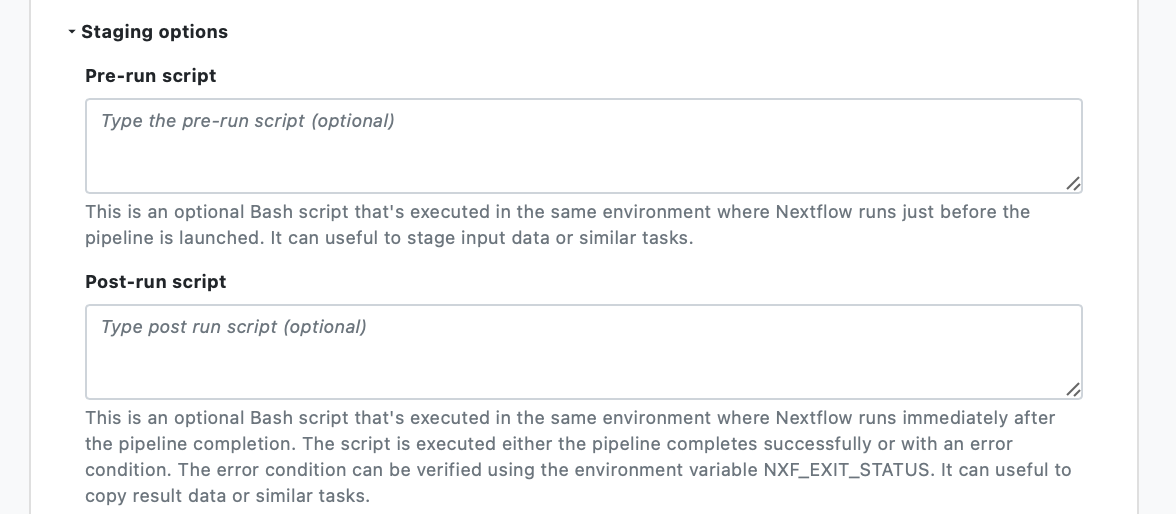 Staging options
Pre-run script
Type the pre-run script (optional)
This is an optional Bash script that's executed in the same environment where Nextflow runs just before the
pipeline is launched. It can useful to stage input data or similar tasks.
Post-run script
Type post run script (optional)
This is an optional Bash script that's executed in the same environment where Nextflow runs immediately after
the pipeline completion. The script is executed either the pipeline completes successfully or with an error
condition. The error condition can be verified using the environment variable NXF_EXIT_STATUS. It can useful to
copy result data or similar tasks.